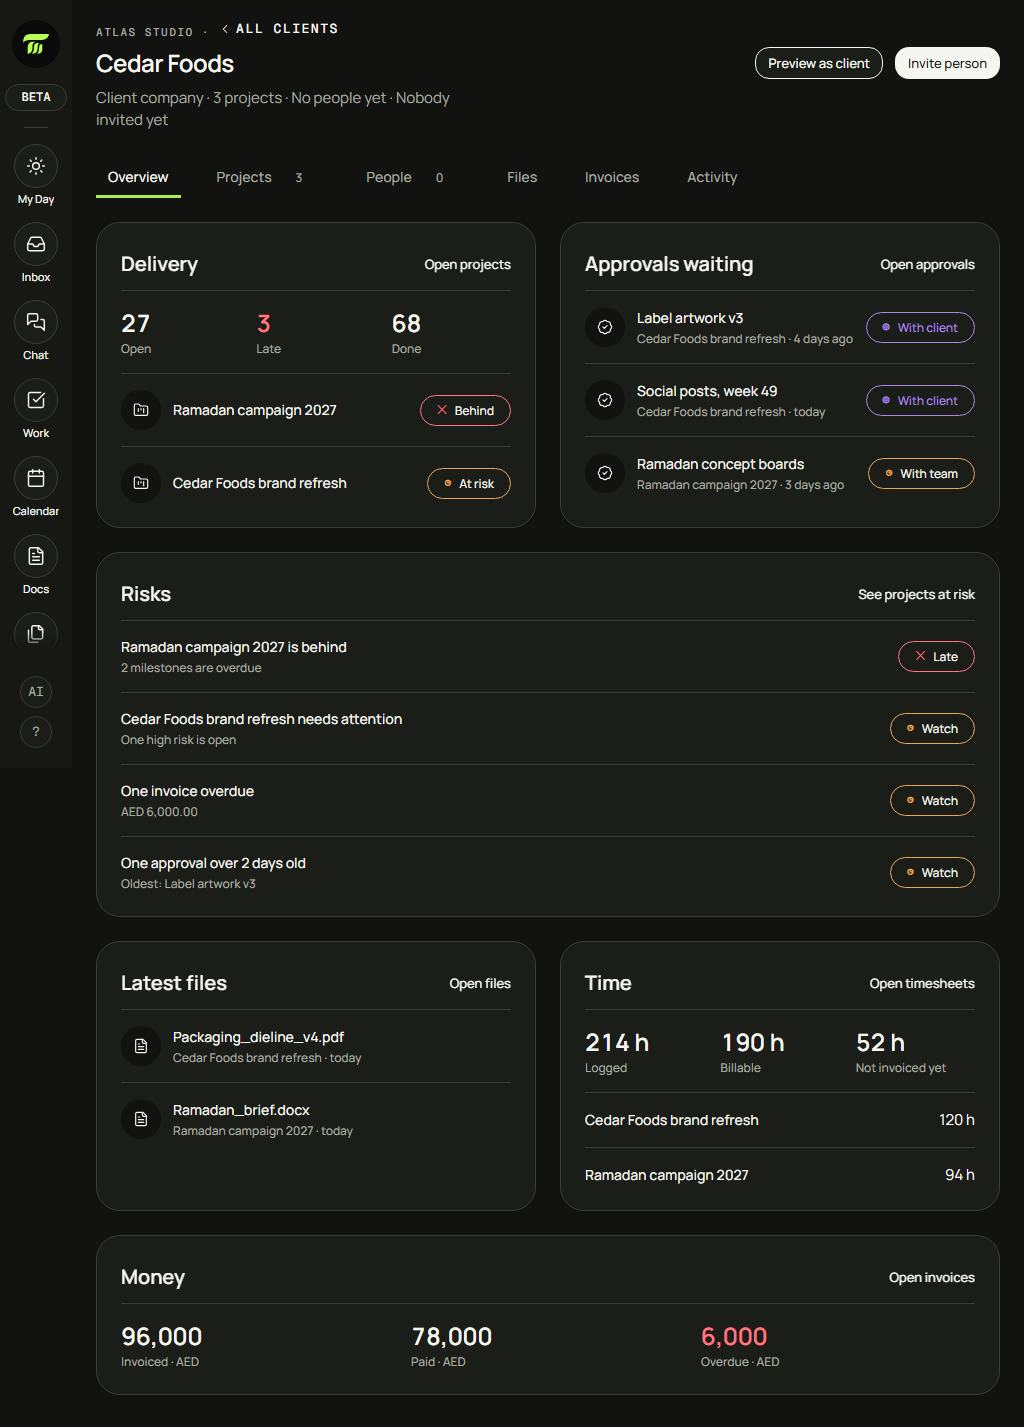 ATLAS STUDIO · < ALL CLIENTS
Cedar Foods
Client company · 3 projects · No people yet · Nobody
invited yet
Preview as client
Invite person
BETA
My Day
Inbox
Chat
Work
Calendar
Docs
AI
?
Overview
Projects 3
People 0
Files
Invoices
Activity
Delivery
Open projects
27
Open
3
Late
68
Done
Ramadan campaign 2027
Behind
Cedar Foods brand refresh
At risk
Approvals waiting
Open approvals
Label artwork v3
Cedar Foods brand refresh · 4 days ago
With client
Social posts, week 49
Cedar Foods brand refresh · today
With client
Ramadan concept boards
Ramadan campaign 2027 · 3 days ago
With team
Risks
See projects at risk
Ramadan campaign 2027 is behind
2 milestones are overdue
Late
Cedar Foods brand refresh needs attention
One high risk is open
Watch
One invoice overdue
AED 6,000.00
Watch
One approval over 2 days old
Oldest: Label artwork v3
Watch
Latest files
Open files
Packaging_dieline_v4.pdf
Cedar Foods brand refresh · today
Ramadan_brief.docx
Ramadan campaign 2027 · today
Time
Open timesheets
214 h
Logged
190 h
Billable
52 h
Not invoiced yet
Cedar Foods brand refresh
120 h
Ramadan campaign 2027
94 h
Money
Open invoices
96,000
Invoiced · AED
78,000
Paid · AED
6,000
Overdue · AED